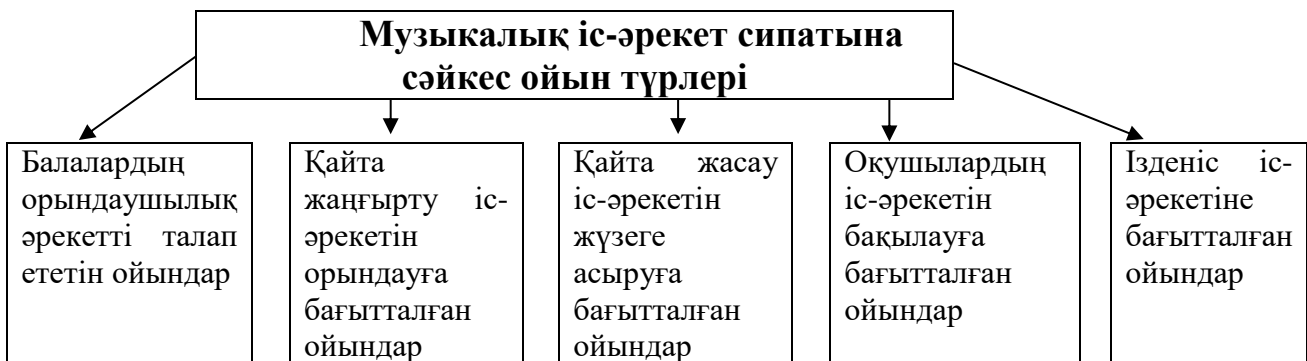 Музыкалық іс-әрекет сипатына
сәйкес ойын түрлері
Балалардың
орындаушылық
әрекетті талап
ететін ойындар
Қайта
жаңғырту іс-
әрекетін
орындауға
бағытталған
ойындар
Қайта жасау
іс-әрекетін
жүзеге
асыруға
бағытталған
ойындар
Оқушылардың
іс-әрекетін
бақылауға
бағытталған
ойындар
Ізденіс іс-
әрекетіне
бағытталған
ойындар